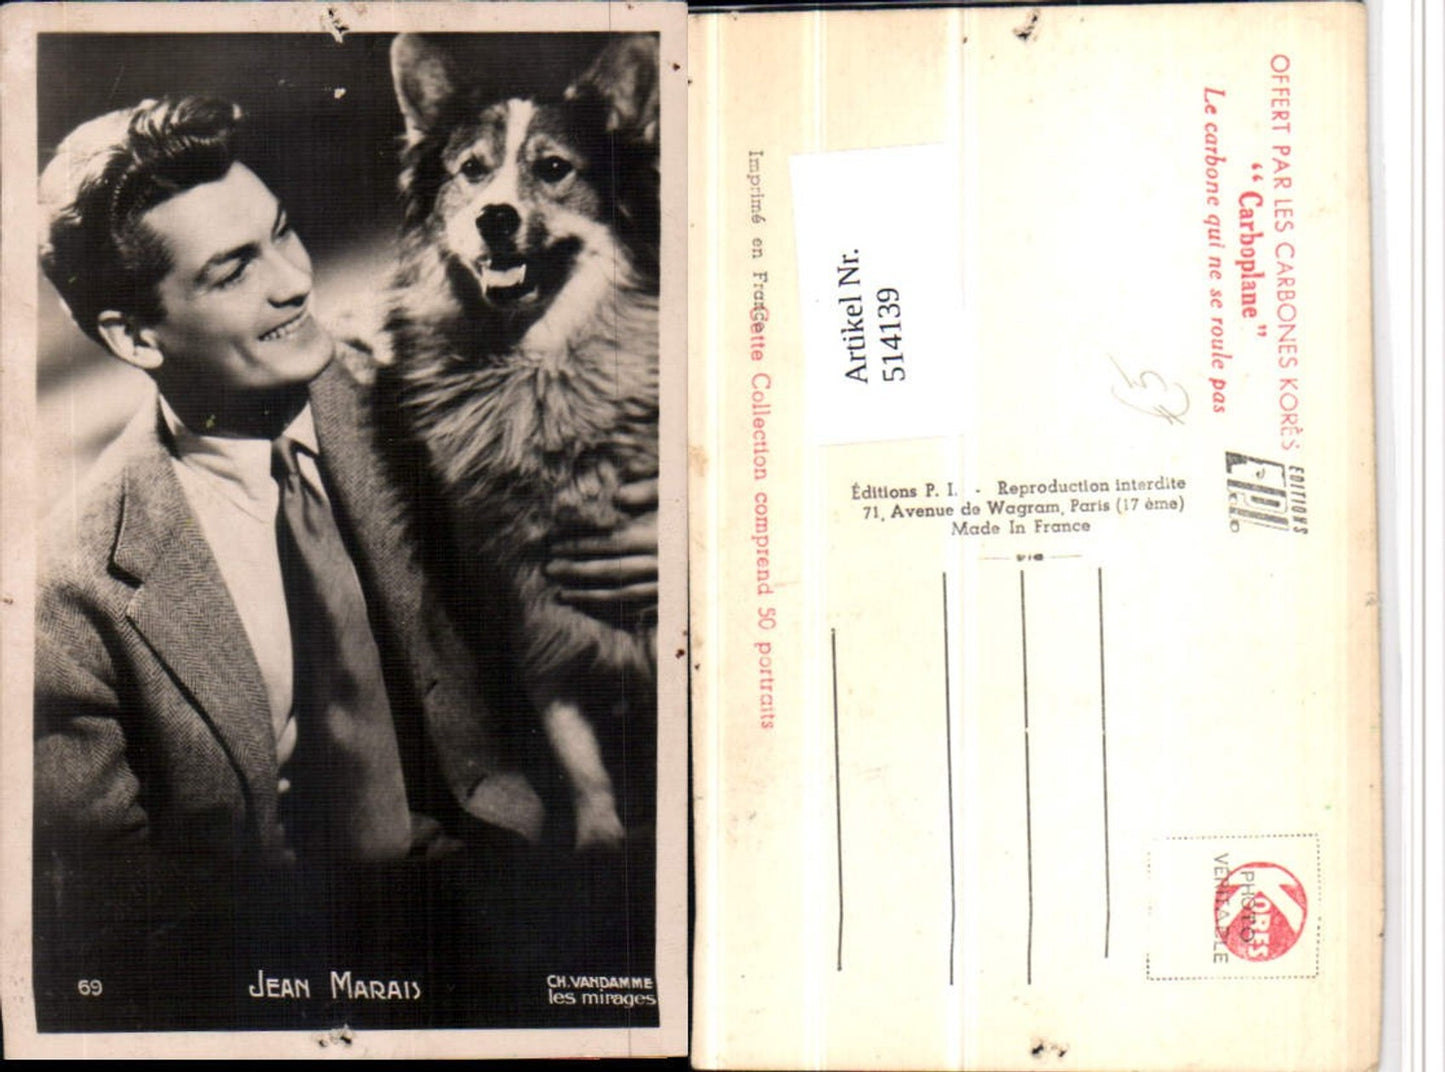 69
JEAN MARAIS
CH. VANDAMME
les mirages
OFFERT PAR LES CARBONES KORÈS
“Carboplane”
Le carbone qui ne se roule pas
ÉDITIONS
Artikel Nr.
514139
Éditions P. I. - Reproduction interdite
71, Avenue de Wagram, Paris (17 ème)
Made In France
Imprimé en France
Cette Collection comprend 50 portraits
PHOTO
VERITABLE
KORES